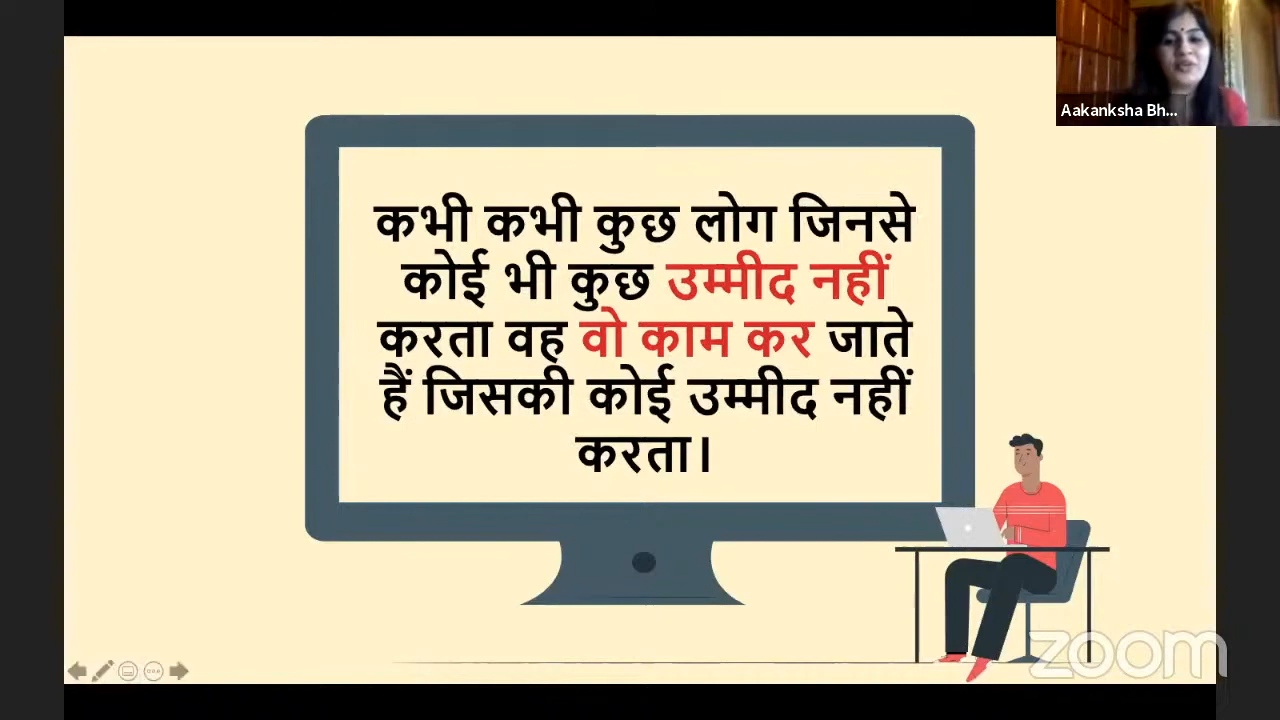 Aakanksha Bh...
कभी कभी कुछ लोग जिनसे
कोई भी कुछ उम्मीद नहीं
करता वह वो काम कर जाते
हैं जिसकी कोई उम्मीद नहीं
करता।
zoom